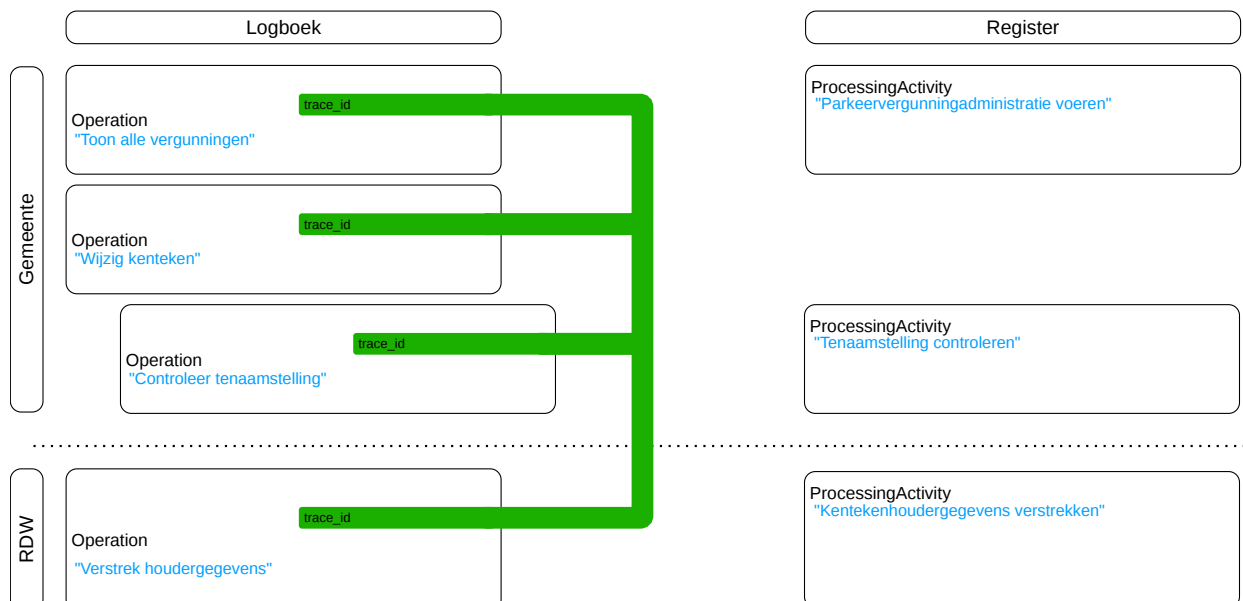 Logboek
Register
Gemeente
trace_id
Operation
"Toon alle vergunningen"
ProcessingActivity
"Parkeervergunningadministratie voeren"
trace_id
Operation
"Wijzig kenteken"
trace_id
Operation
"Controleer tenaamstelling"
ProcessingActivity
"Tenaamstelling controleren"
RDW
trace_id
Operation
"Verstrek houdergegevens"
ProcessingActivity
"Kentekenhoudergegevens verstrekken"